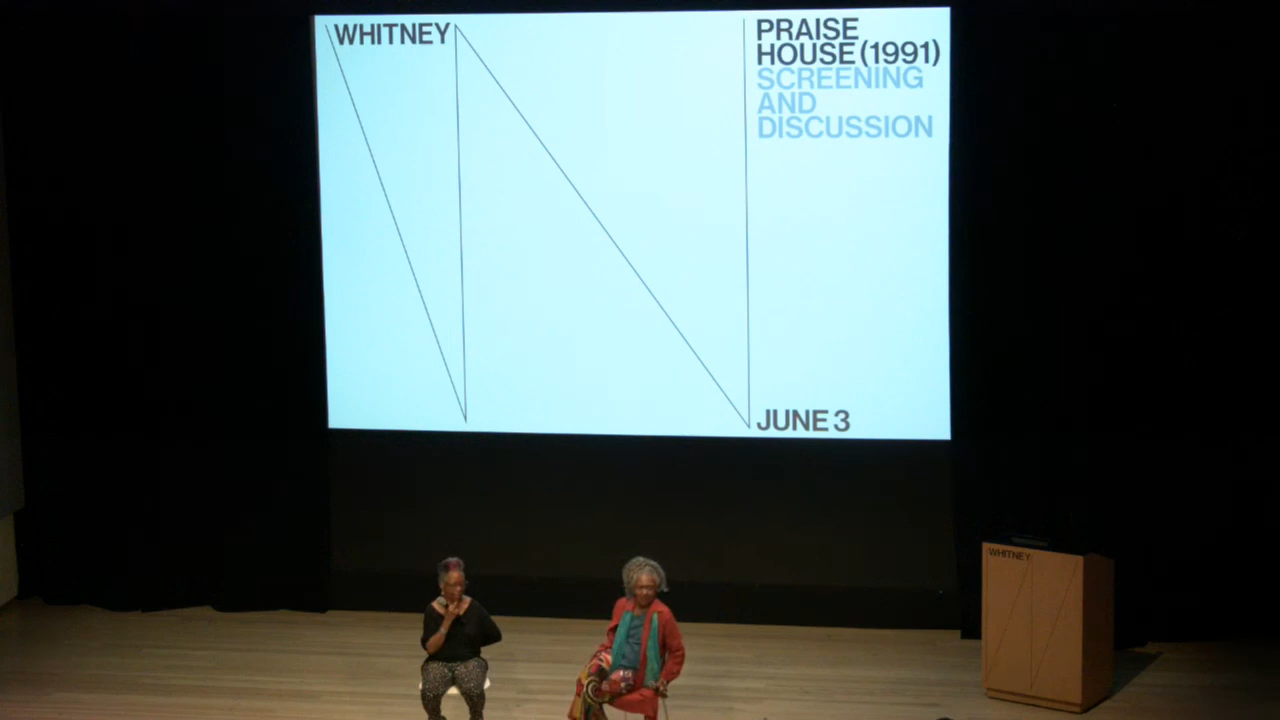 WHITNEY
PRAISE
HOUSE (1991)
SCREENING
AND
DISCUSSION
JUNE 3
WHITNEY